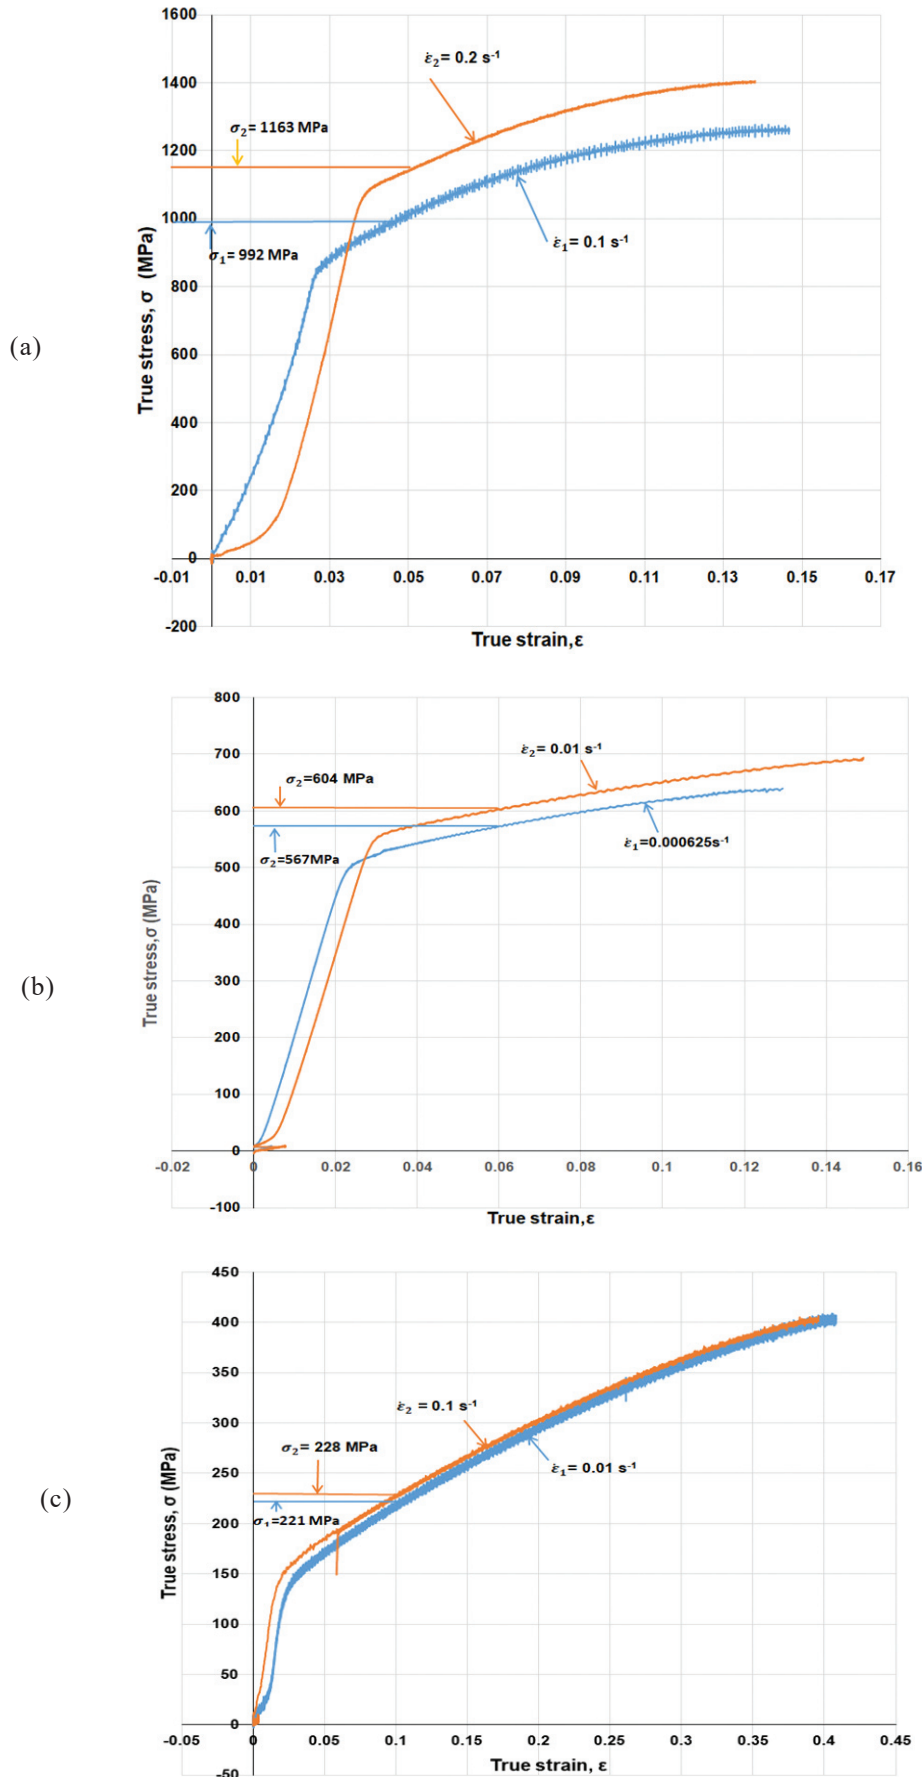 (a)
True stress, σ (MPa)
1600
1400
1200
1000
800
600
400
200
0
-200
-0.01
0.01
0.03
0.05
0.07
0.09
0.11
0.13
0.15
0.17
True strain,ε
ε̇₂= 0.2 s⁻¹
σ₂ = 1163 MPa
σ₁ = 992 MPa
ε̇₁= 0.1 s⁻¹
(b)
True stress,σ (MPa)
800
700
600
500
400
300
200
100
0
-100
-0.02
0
0.02
0.04
0.06
0.08
0.1
0.12
0.14
0.16
True strain,ε
ε̇₂= 0.01 s⁻¹
σ₂=604 MPa
σ₂=567MPa
ε̇₁=0.000625s⁻¹
(c)
True stress, σ (MPa)
450
400
350
300
250
200
150
100
50
0
-50
-0.05
0
0.05
0.1
0.15
0.2
0.25
0.3
0.35
0.4
0.45
True strain, ε
ε̇₂ = 0.1 s⁻¹
σ₂= 228 MPa
ε̇₁= 0.01 s⁻¹
σ₁=221 MPa